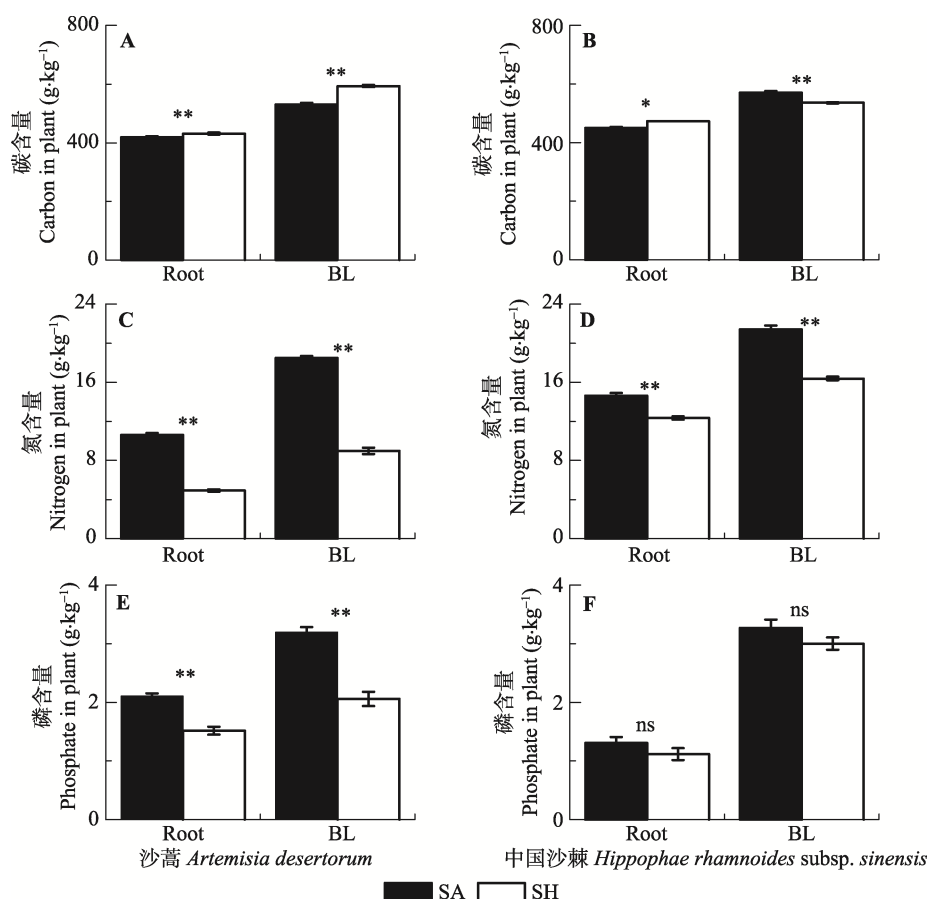 碳含量
Carbon in plant (g·kg⁻¹)
800
400
0
A
**
**
Root
BL
碳含量
Carbon in plant (g·kg⁻¹)
800
400
0
B
*
**
Root
BL
氮含量
Nitrogen in plant (g·kg⁻¹)
24
16
8
0
C
**
**
Root
BL
氮含量
Nitrogen in plant (g·kg⁻¹)
24
16
8
0
D
**
**
Root
BL
磷含量
Phosphate in plant (g·kg⁻¹)
4
2
0
E
**
**
Root
BL
沙蒿 Artemisia desertorum
磷含量
Phosphate in plant (g·kg⁻¹)
4
2
0
F
ns
ns
Root
BL
中国沙棘 Hippophae rhamnoides subsp. sinensis
SA
SH